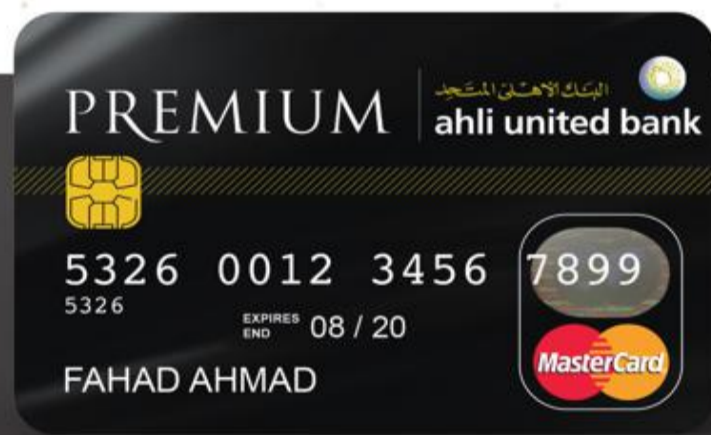 PREMIUM
البنك الأهلي المتحد
ahli united bank
5326 0012 3456 7899
5326
EXPIRES END 08 / 20
FAHAD AHMAD
MasterCard